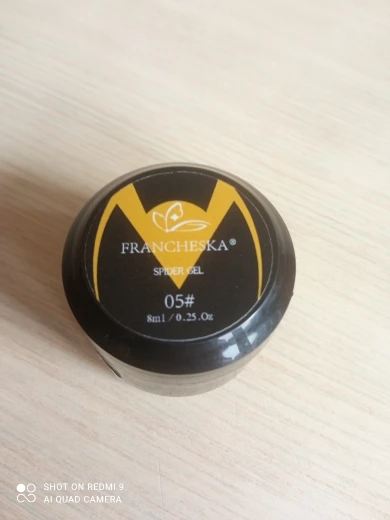 FRANCHESKA®
SPIDER GEL
05#
8ml / 0.25.Oz
SHOT ON REDMI 9
AI QUAD CAMERA